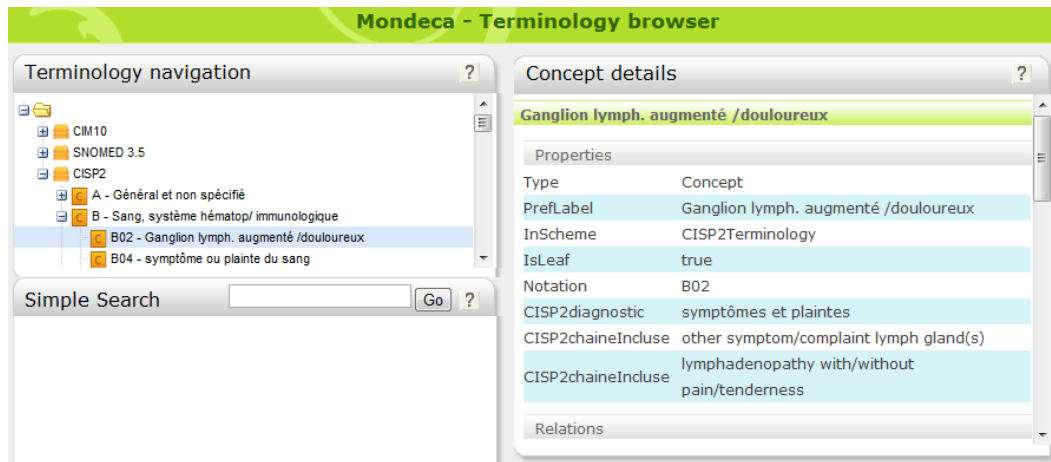 Mondeca - Terminology browser
Terminology navigation ?
CIM10
SNOMED 3.5
CISP2
C A - Général et non spécifié
C B - Sang, système hématop/ immunologique
C B02 - Ganglion lymph. augmenté /douloureux
C B04 - symptôme ou plainte du sang
Simple Search Go ?
Concept details ?
Ganglion lymph. augmenté /douloureux
Properties
Type Concept
PrefLabel Ganglion lymph. augmenté /douloureux
InScheme CISP2Terminology
IsLeaf true
Notation B02
CISP2diagnostic symptômes et plaintes
CISP2chaineIncluse other symptom/complaint lymph gland(s)
CISP2chaineIncluse lymphadenopathy with/without
pain/tenderness
Relations